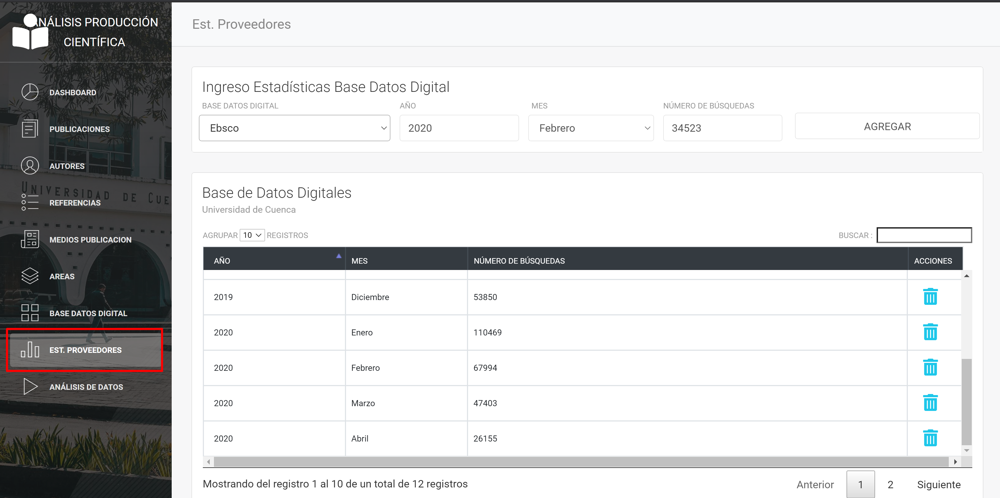 NÁLISIS PRODUCCIÓN
CIENTÍFICA
DASHBOARD
PUBLICACIONES
AUTORES
UNIVERSIDAD DE CUE
REFERENCIAS
MEDIOS PUBLICACION
AREAS
BASE DATOS DIGITAL
EST. PROVEEDORES
ANÁLISIS DE DATOS
Est. Proveedores
Ingreso Estadísticas Base Datos Digital
BASE DATOS DIGITAL AÑO MES NÚMERO DE BÚSQUEDAS
Ebsco 2020 Febrero 34523 AGREGAR
Base de Datos Digitales
Universidad de Cuenca
AGRUPAR 10 REGISTROS BUSCAR :
AÑO MES NÚMERO DE BÚSQUEDAS ACCIONES
2019 Diciembre 53850
2020 Enero 110469
2020 Febrero 67994
2020 Marzo 47403
2020 Abril 26155
Mostrando del registro 1 al 10 de un total de 12 registros Anterior 1 2 Siguiente